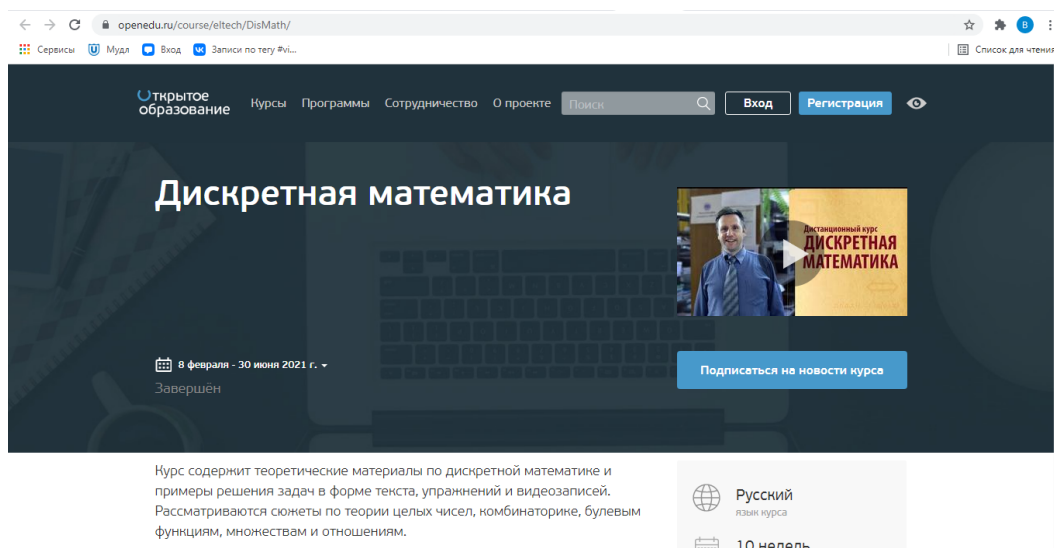 openedu.ru/course/eltech/DisMath/
В
Сервисы Мудл Вход Записи по тегу #vi...
Список для чтения
Открытое образование
Курсы Программы Сотрудничество О проекте Поиск Вход Регистрация
Дискретная математика
Дистанционный курс
ДИСКРЕТНАЯ
МАТЕМАТИКА
8 февраля - 30 июня 2021 г.
Завершён
Подписаться на новости курса
Курс содержит теоретические материалы по дискретной математике и
примеры решения задач в форме текста, упражнений и видеозаписей.
Рассматриваются сюжеты по теории целых чисел, комбинаторике, булевым
функциям, множествам и отношениям.
Русский
язык курса
10 недель